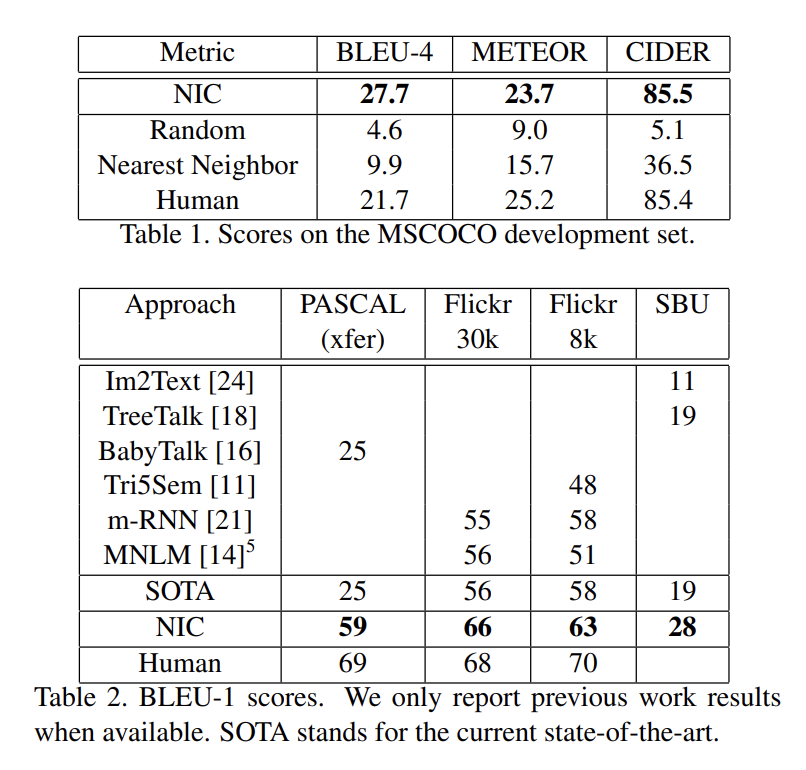 Metric BLEU-4 METEOR CIDER
NIC 27.7 23.7 85.5
Random 4.6 9.0 5.1
Nearest Neighbor 9.9 15.7 36.5
Human 21.7 25.2 85.4
Table 1. Scores on the MSCOCO development set.
Approach PASCAL Flickr Flickr SBU
(xfer) 30k 8k
Im2Text [24] 11
TreeTalk [18] 19
BabyTalk [16] 25
Tri5Sem [11] 48
m-RNN [21] 55 58
MNLM [14]5 56 51
SOTA 25 56 58 19
NIC 59 66 63 28
Human 69 68 70
Table 2. BLEU-1 scores. We only report previous work results
when available. SOTA stands for the current state-of-the-art.